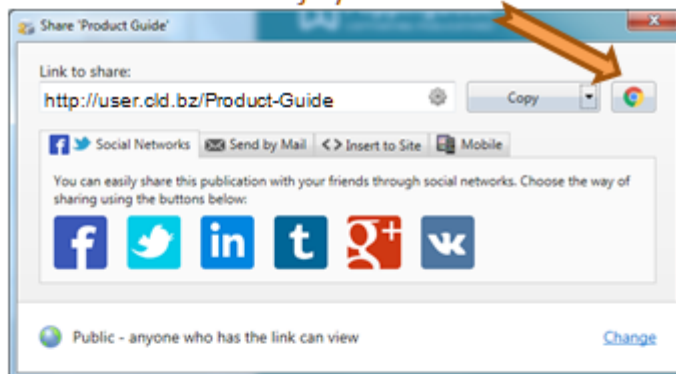 Share 'Product Guide'
Link to share:
http://user.cld.bz/Product-Guide
Copy
Social Networks
Send by Mail
<> Insert to Site
Mobile
You can easily share this publication with your friends through social networks. Choose the way of
sharing using the buttons below:
f
in
t
g+
Public - anyone who has the link can view
Change